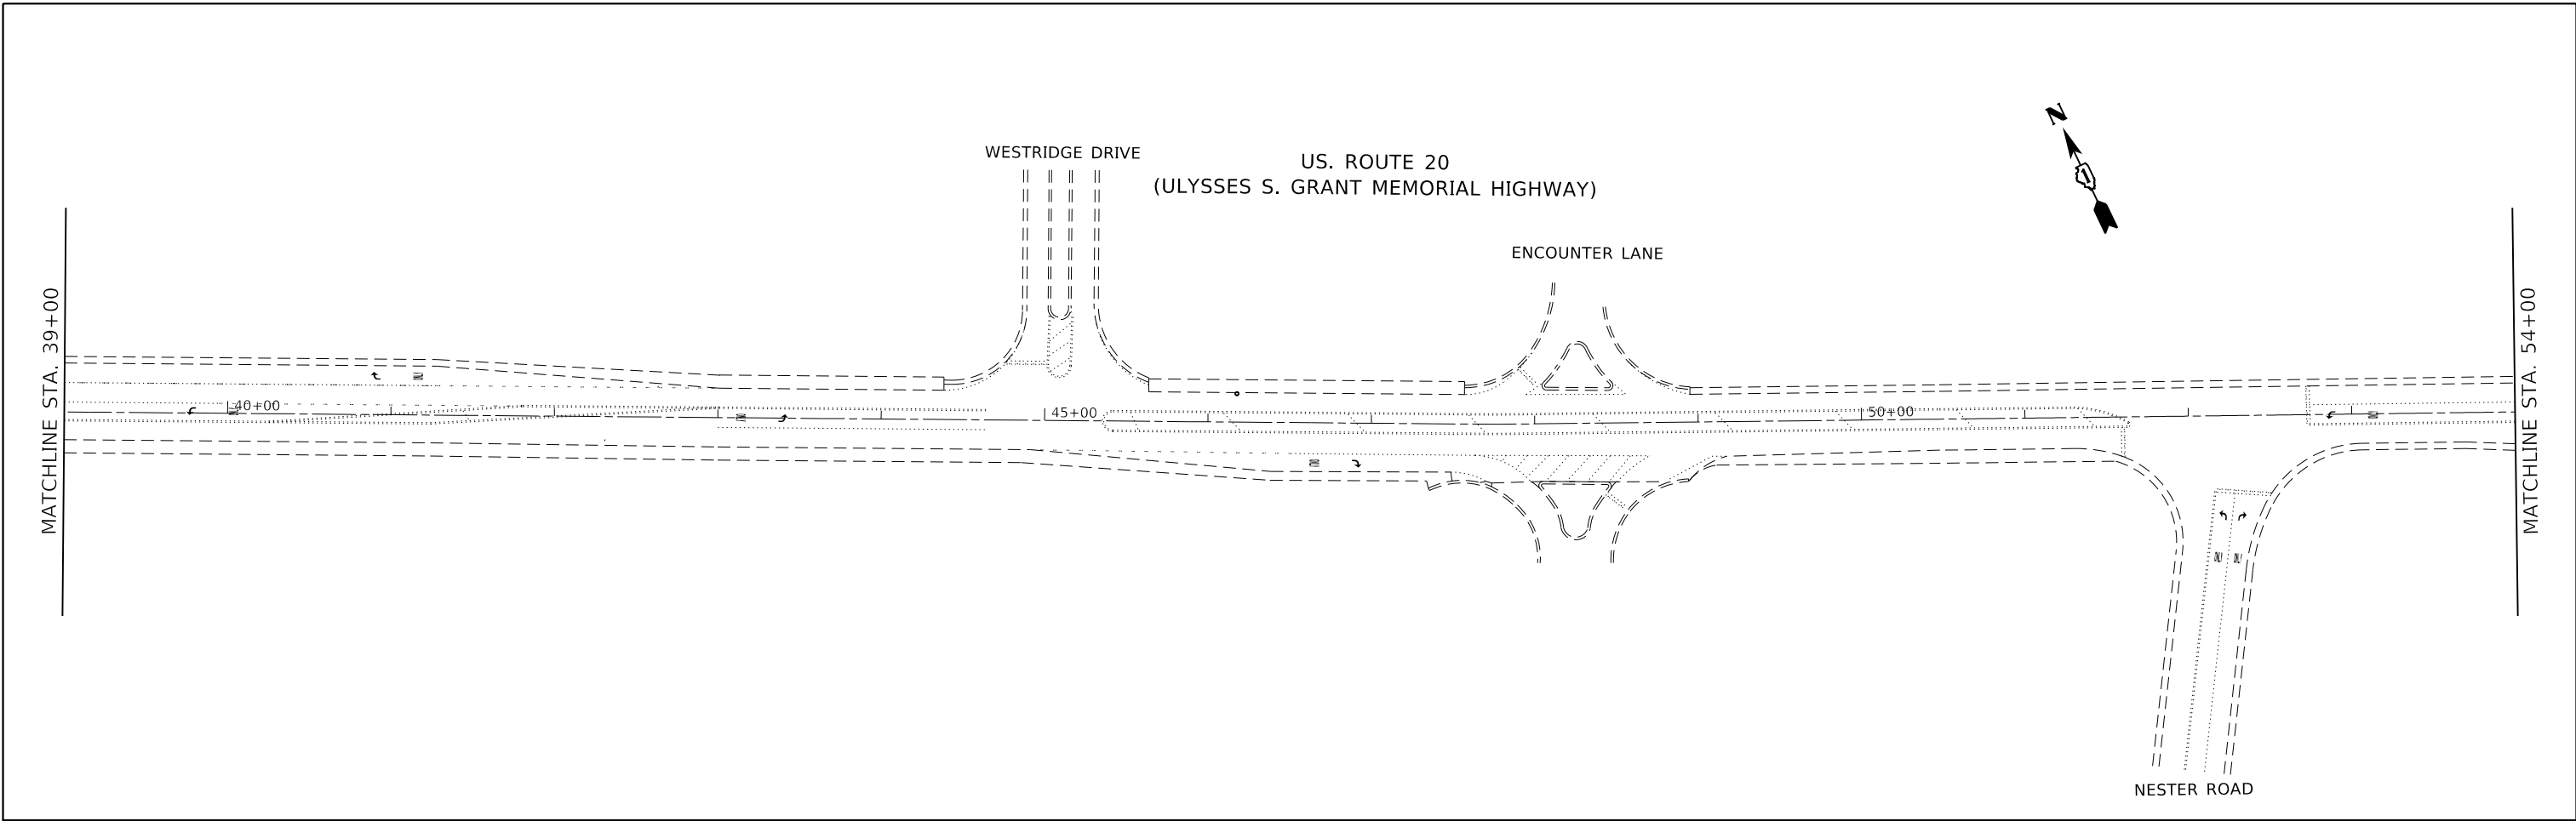 WESTRIDGE DRIVE
US. ROUTE 20
(ULYSSES S. GRANT MEMORIAL HIGHWAY)
N
ENCOUNTER LANE
MATCHLINE STA. 39+00
MATCHLINE STA. 54+00
40+00
45+00
50+00
NESTER ROAD